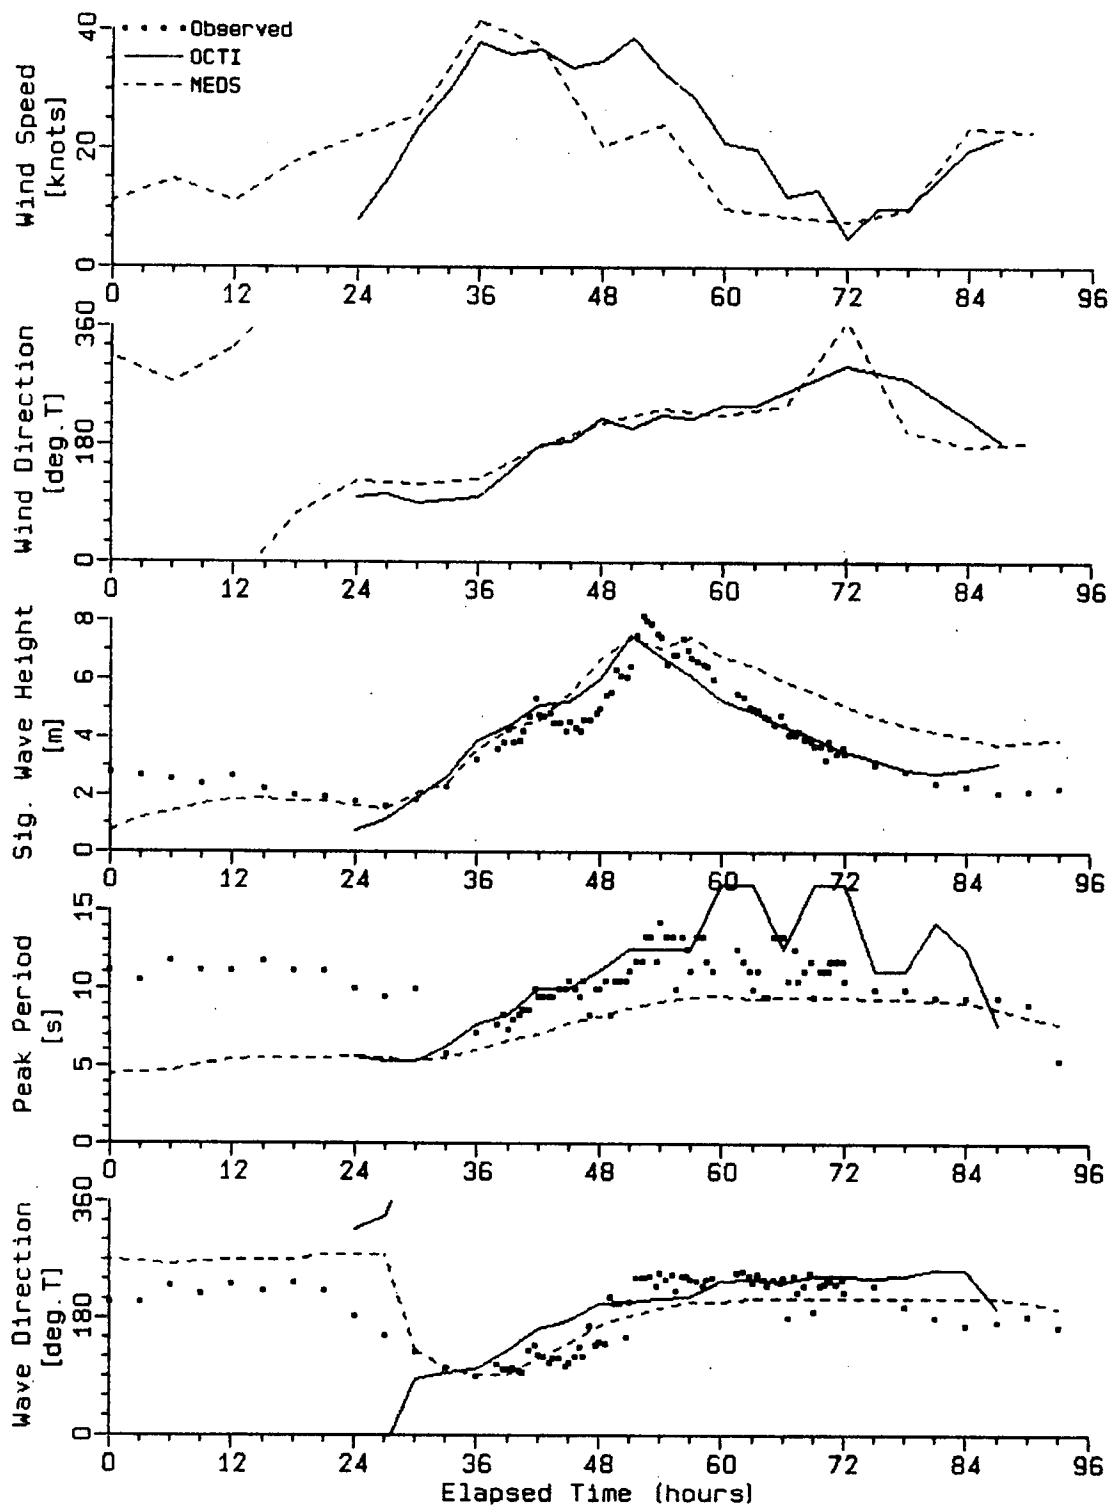 Observed
OCTI
MEDS
Wind Speed
[knots]
40
20
0
0 12 24 36 48 60 72 84 96
Wind Direction
[deg.T]
360
180
0
0 12 24 36 48 60 72 84 96
Sig. Wave Height
[m]
8
6
4
2
0
0 12 24 36 48 60 72 84 96
Peak Period
[s]
15
10
5
0
0 12 24 36 48 60 72 84 96
Wave Direction
[deg.T]
360
180
0
0 12 24 36 48 60 72 84 96
Elapsed Time (hours)